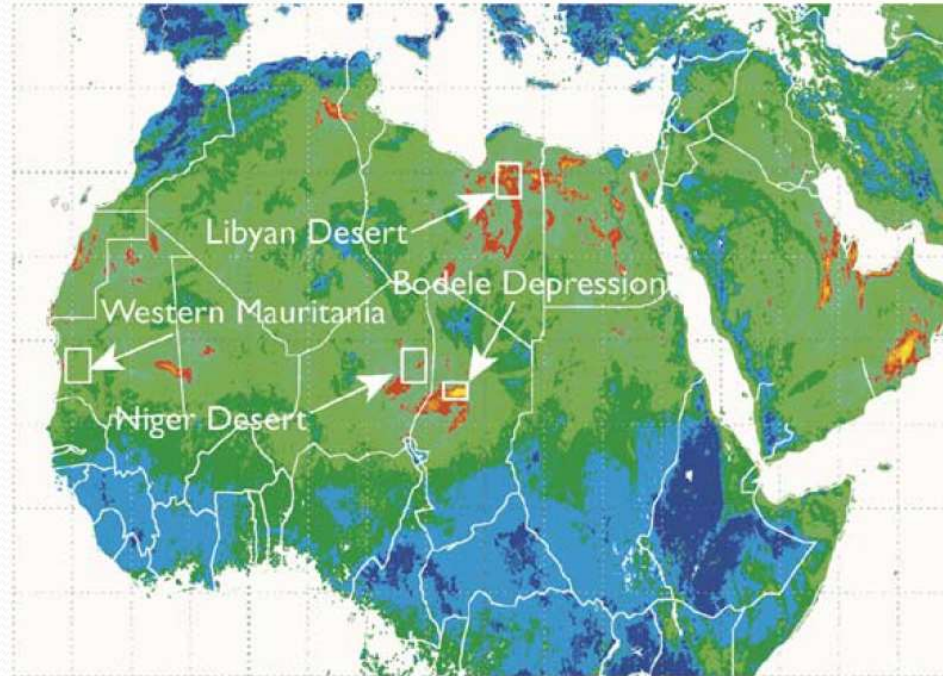 Libyan Desert
Bodele Depression
Western Mauritania
Niger Desert